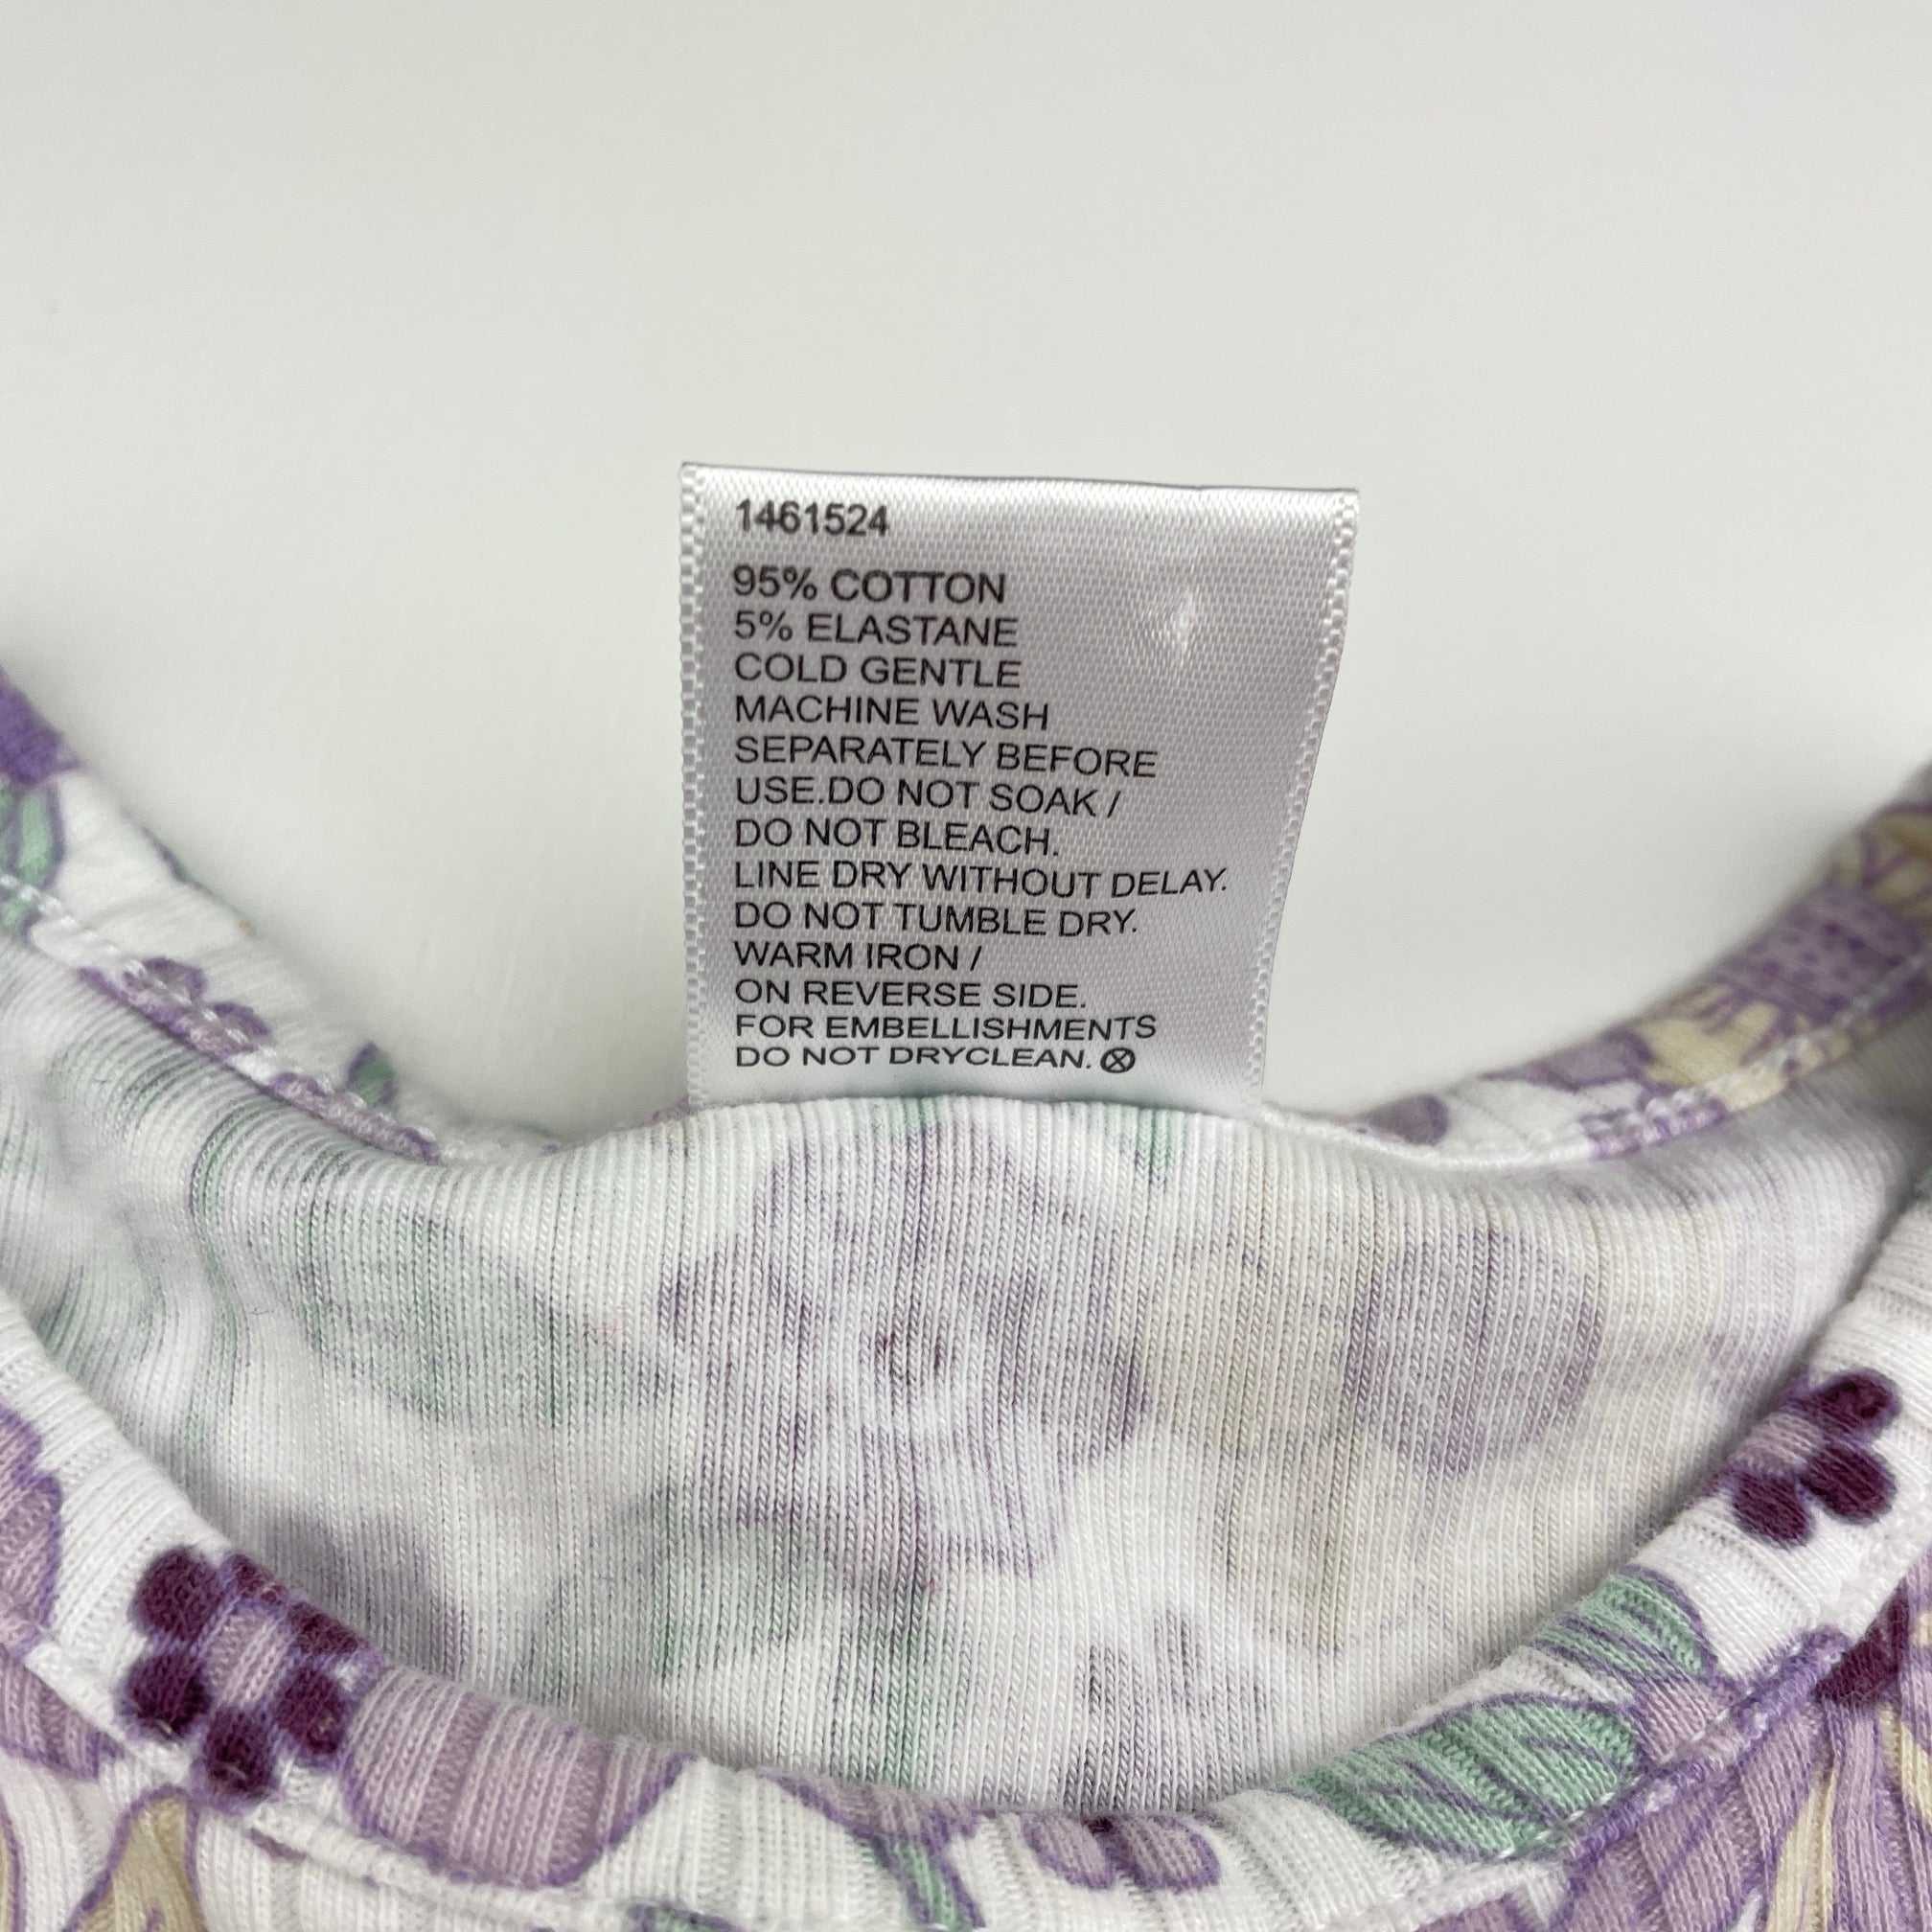 1461524
95% COTTON
5% ELASTANE
COLD GENTLE
MACHINE WASH
SEPARATELY BEFORE
USE.DO NOT SOAK /
DO NOT BLEACH.
LINE DRY WITHOUT DELAY.
DO NOT TUMBLE DRY.
WARM IRON /
ON REVERSE SIDE.
FOR EMBELLISHMENTS
DO NOT DRYCLEAN.